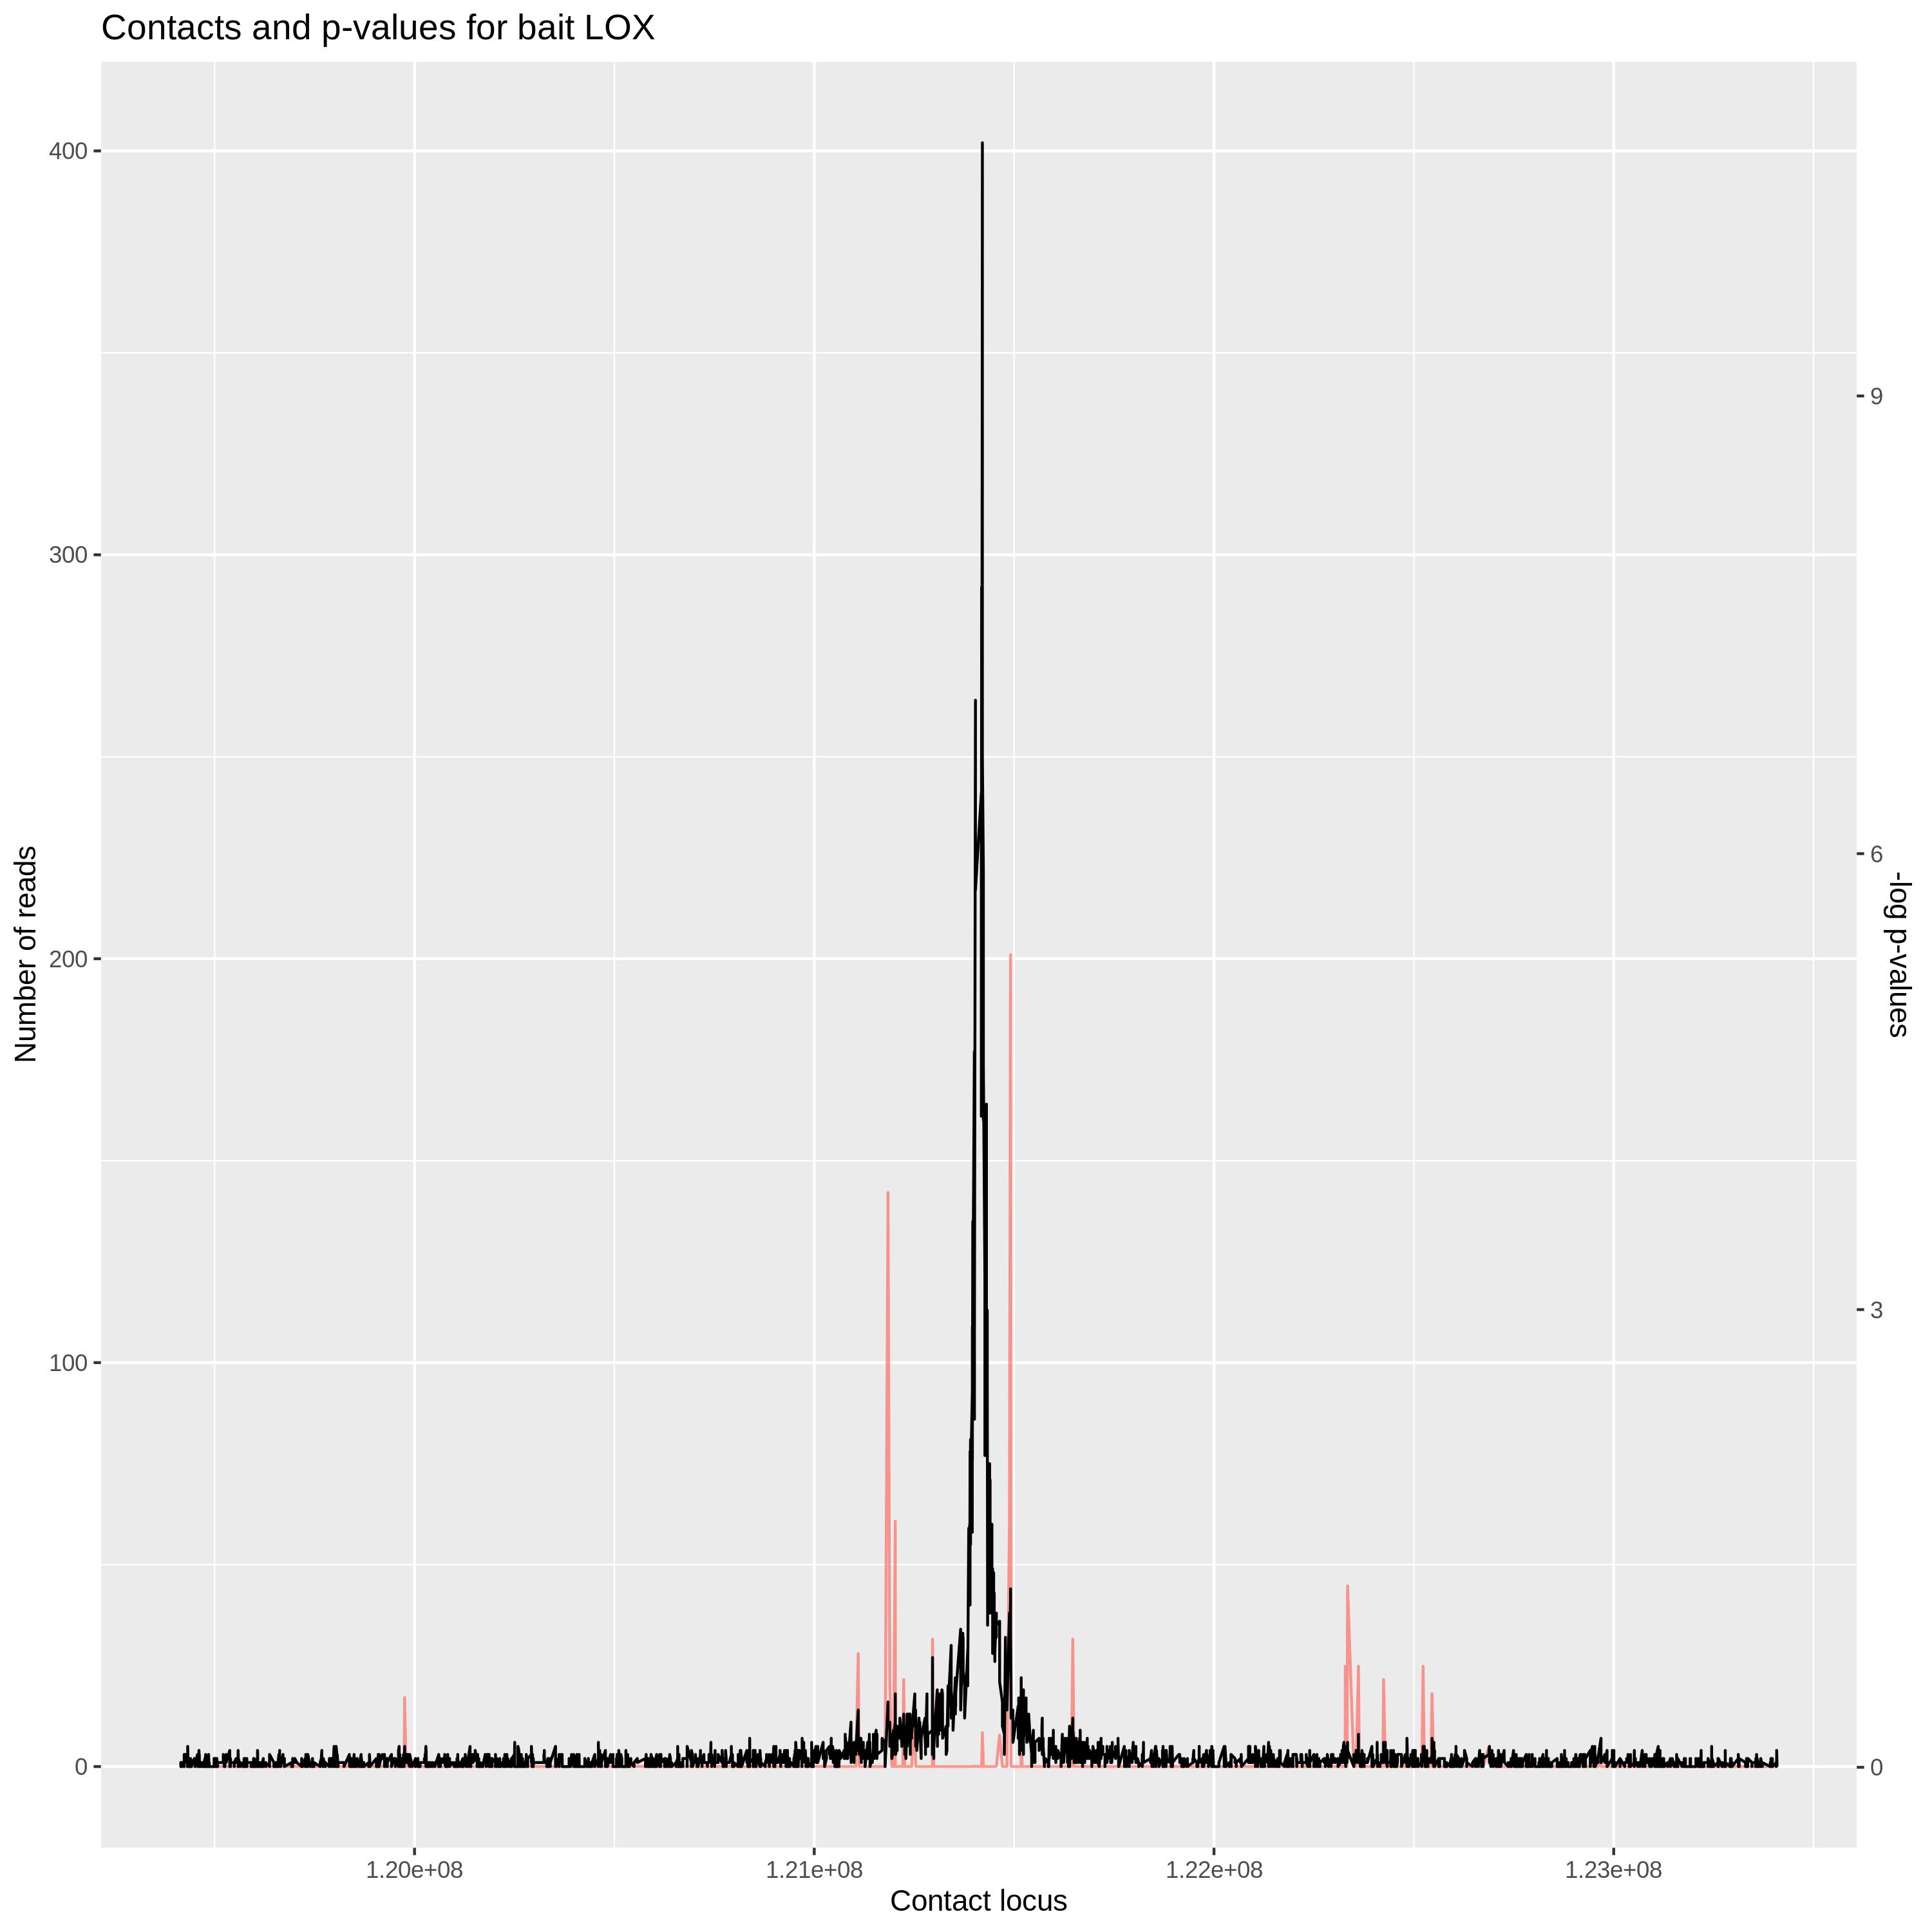 Contacts and p-values for bait LOX
400
300
200
100
0
Number of reads
9
6
3
0
-log p-values
1.20e+08
1.21e+08
1.22e+08
1.23e+08
Contact locus